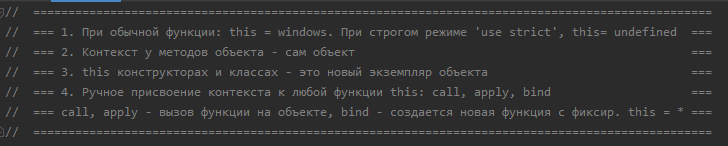 //  =====================================================================================
//  === 1. При обычной функции: this = windows. При строгом режиме 'use strict', this= undefined  ===
//  === 2. Контекст у методов объекта - сам объект ===
//  === 3. this конструкторах и классах - это новый экземпляр объекта ===
//  === 4. Ручное присвоение контекста к любой функции this: call, apply, bind ===
//  === call, apply - вызов функции на объекте, bind - создается новая функция с фиксир. this = * ===
//  =====================================================================================